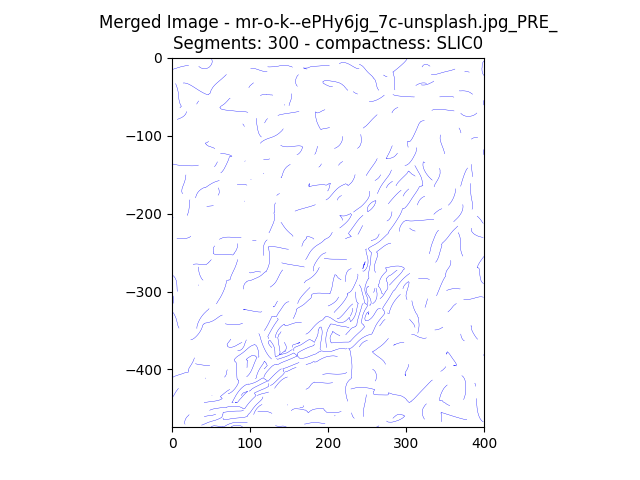 Merged Image - mr-o-k--ePHy6jg_7c-unsplash.jpg_PRE_
Segments: 300 - compactness: SLIC0
0
−100
−200
−300
−400
0 100 200 300 400